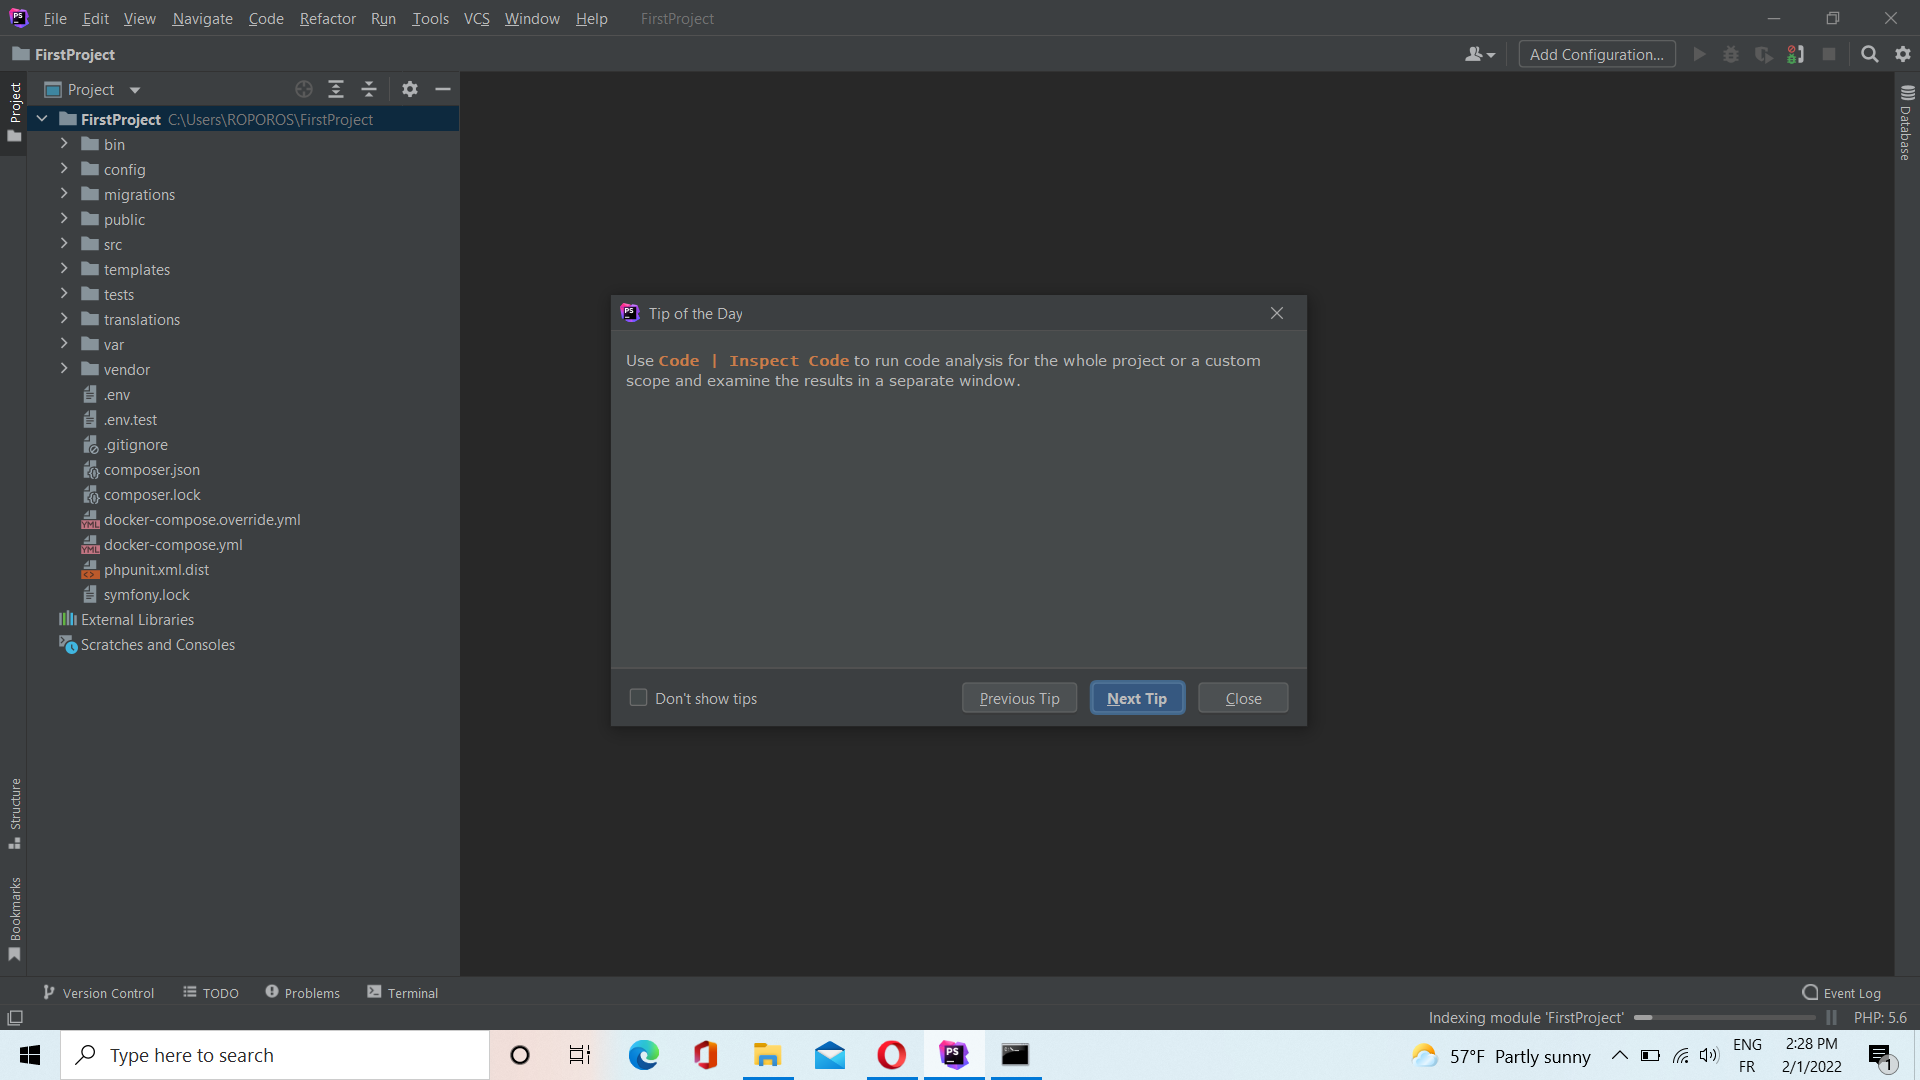 File Edit View Navigate Code Refactor Run Tools VCS Window Help FirstProject
FirstProject
Add Configuration...
Project
Project
FirstProject C:\Users\ROPOROS\FirstProject
bin
config
migrations
public
src
templates
tests
translations
var
vendor
.env
.env.test
.gitignore
composer.json
composer.lock
docker-compose.override.yml
docker-compose.yml
phpunit.xml.dist
symfony.lock
External Libraries
Scratches and Consoles
Database
Tip of the Day
Use Code | Inspect Code to run code analysis for the whole project or a custom
scope and examine the results in a separate window.
Don't show tips
Previous Tip
Next Tip
Close
Structure
Bookmarks
Version Control
TODO
Problems
Terminal
Event Log
Indexing module 'FirstProject'
PHP: 5.6
Type here to search
57°F Partly sunny
ENG
FR
2:28 PM
2/1/2022
1